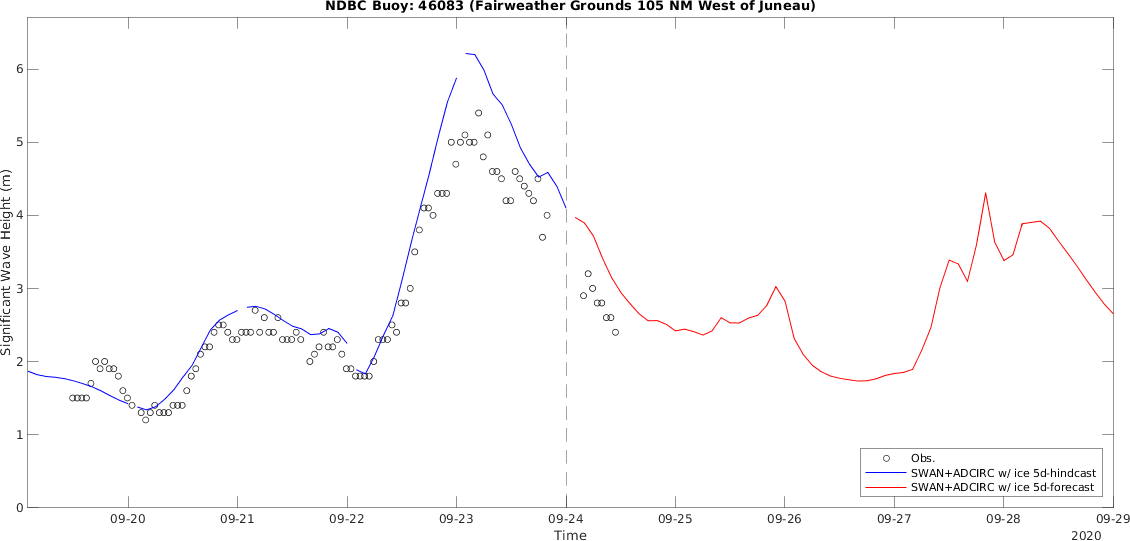 NDBC Buoy: 46083 (Fairweather Grounds 105 NM West of Juneau)
Significant Wave Height (m)
6
5
4
3
2
1
0
Obs.
SWAN+ADCIRC w/ ice 5d-hindcast
SWAN+ADCIRC w/ ice 5d-forecast
09-20 09-21 09-22 09-23 09-24 09-25 09-26 09-27 09-28 09-29
Time
2020